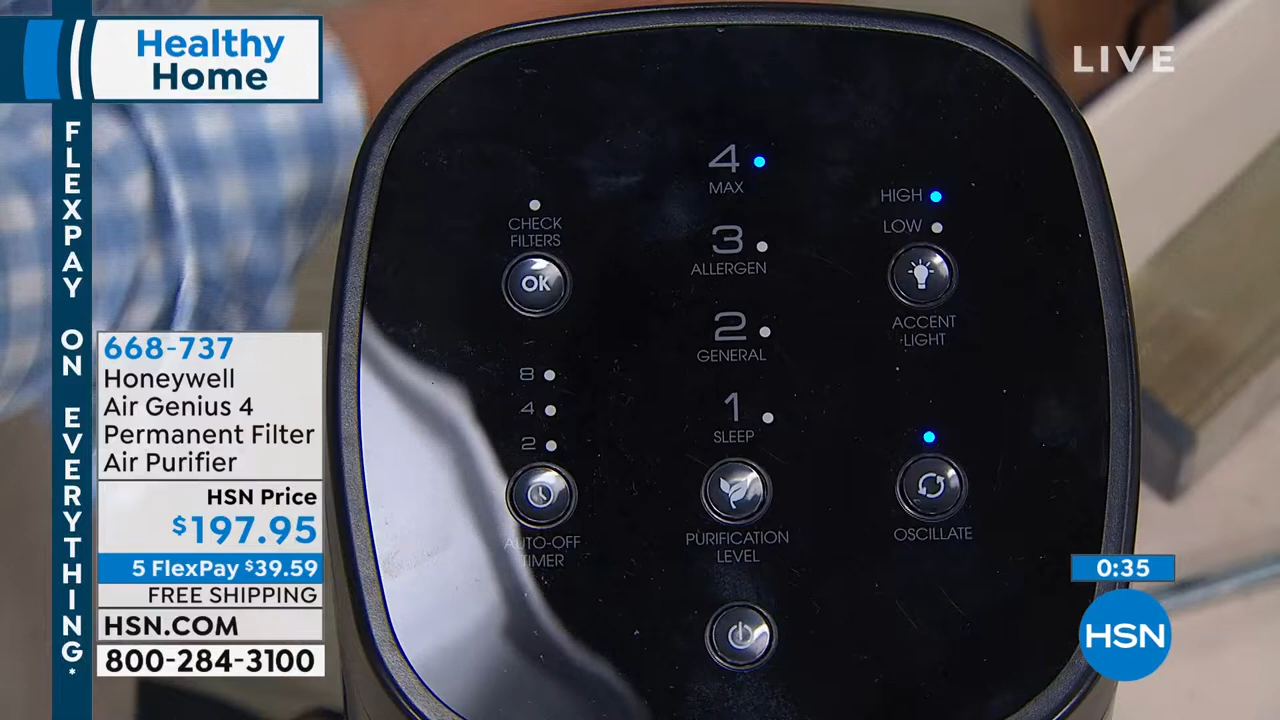 Healthy
Home
LIVE
FLEXPAY ON EVERYTHING.*
668-737
Honeywell
Air Genius 4
Permanent Filter
Air Purifier
HSN Price
$197.95
5 FlexPay $39.59
FREE SHIPPING
HSN.COM
800-284-3100
CHECK
FILTERS
OK
8
4
2
AUTO-OFF
TIMER
4
MAX
3
ALLERGEN
2
GENERAL
1
SLEEP
PURIFICATION
LEVEL
HIGH
LOW
ACCENT
LIGHT
OSCILLATE
0:35
HSN